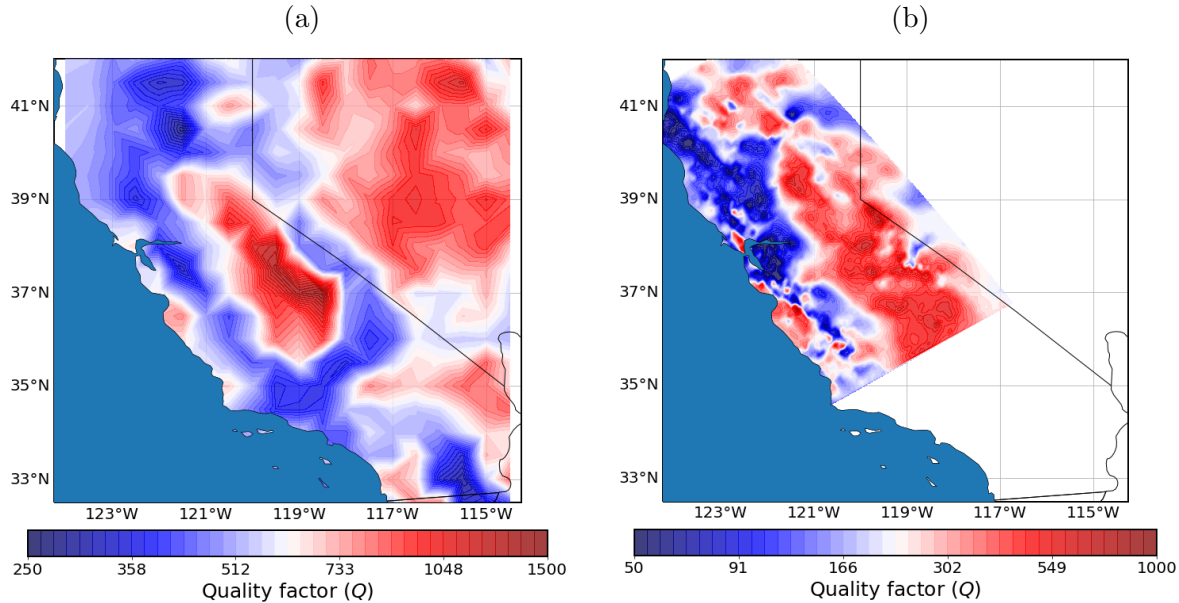 (a)
(b)
41°N
39°N
37°N
35°N
33°N
123°W 121°W 119°W 117°W 115°W
250 358 512 733 1048 1500
Quality factor (Q)
41°N
39°N
37°N
35°N
33°N
123°W 121°W 119°W 117°W 115°W
50 91 166 302 549 1000
Quality factor (Q)